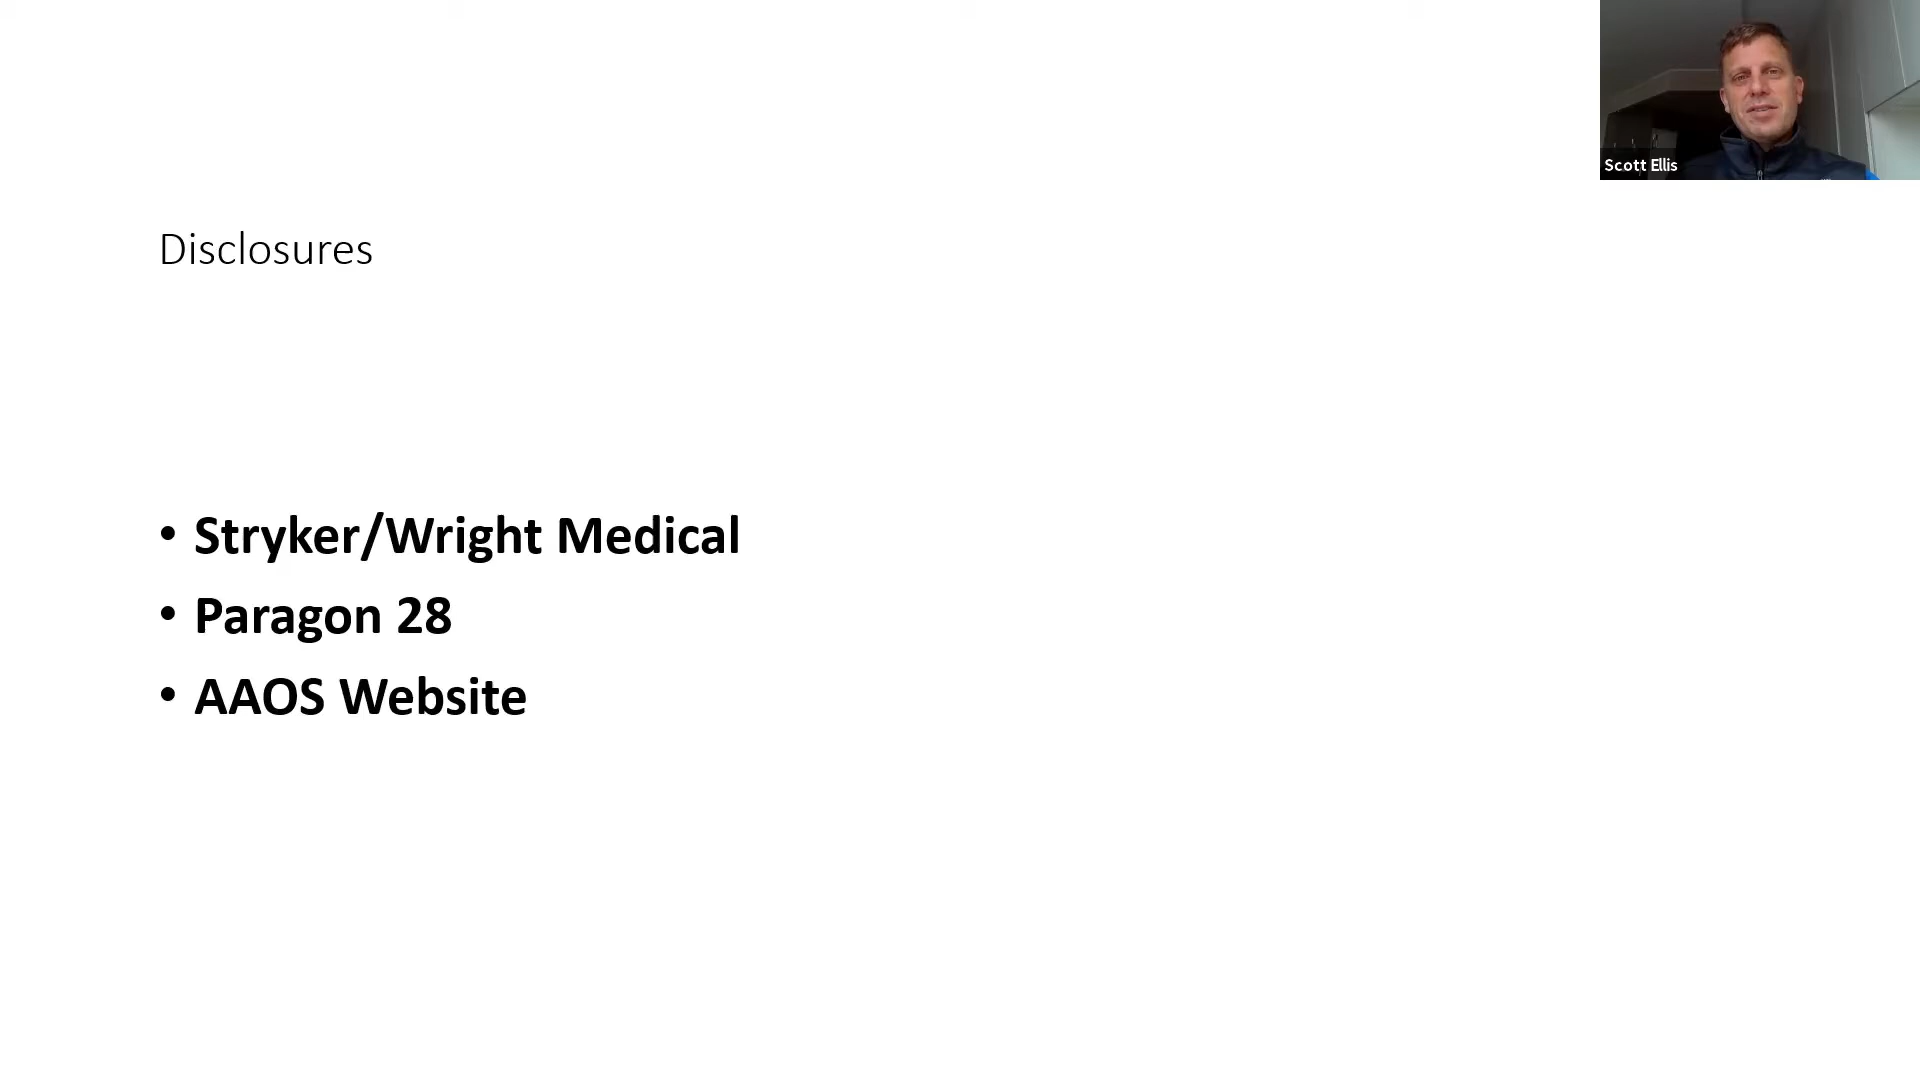 Scott Ellis
Disclosures
• Stryker/Wright Medical
• Paragon 28
• AAOS Website